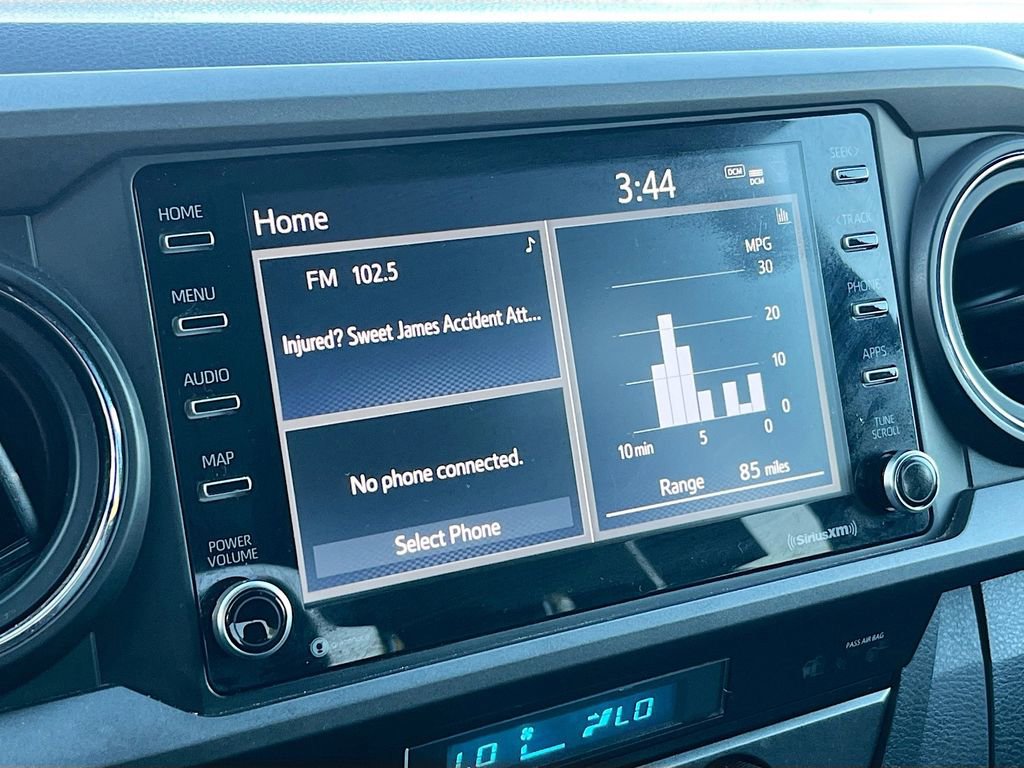 HOME
MENU
AUDIO
MAP
POWER
VOLUME
Home
3:44
DCM
DCM
FM 102.5
Injured? Sweet James Accident Att...
No phone connected.
Select Phone
MPG
30
20
10
0
10 min
5
0
Range 85 miles
SEEK >
< TRACK
PHONE
APPS
TUNE
SCROLL
((SiriusXM))
PASS AIR BAG
LO
LO